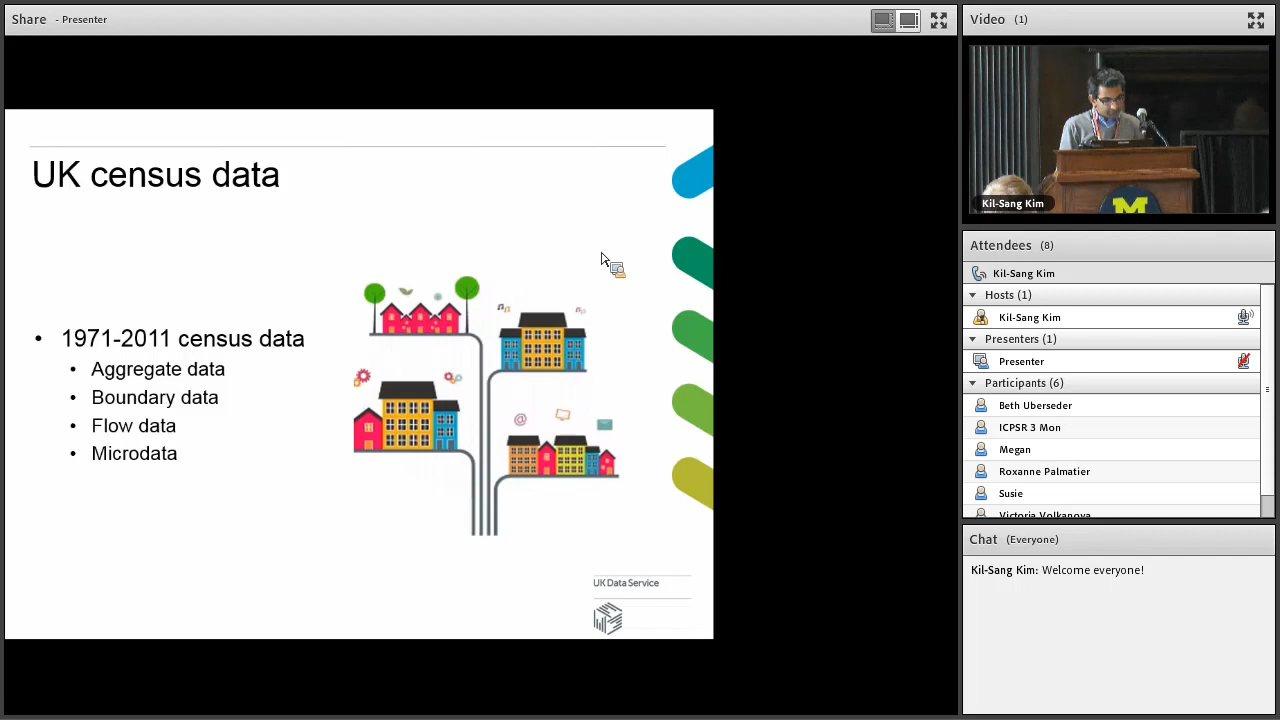 Share - Presenter
UK census data
• 1971-2011 census data
• Aggregate data
• Boundary data
• Flow data
• Microdata
@
UK Data Service
Video (1)
M
Kil-Sang Kim
Attendees (8)
Kil-Sang Kim
Hosts (1)
Kil-Sang Kim
Presenters (1)
Presenter
Participants (6)
Beth Uberseder
ICPSR 3 Mon
Megan
Roxanne Palmatier
Susie
Victoria Volkanova
Chat (Everyone)
Kil-Sang Kim: Welcome everyone!